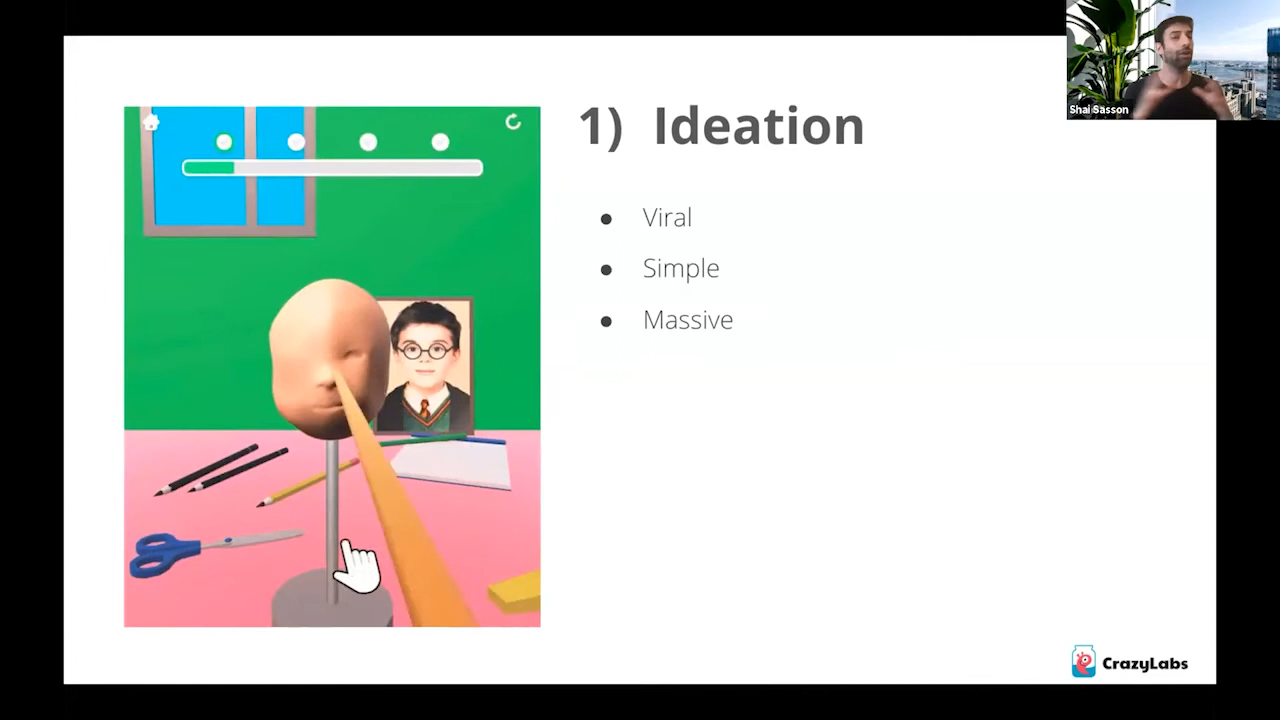 Shai Sasson
1) Ideation
● Viral
● Simple
● Massive
CrazyLabs